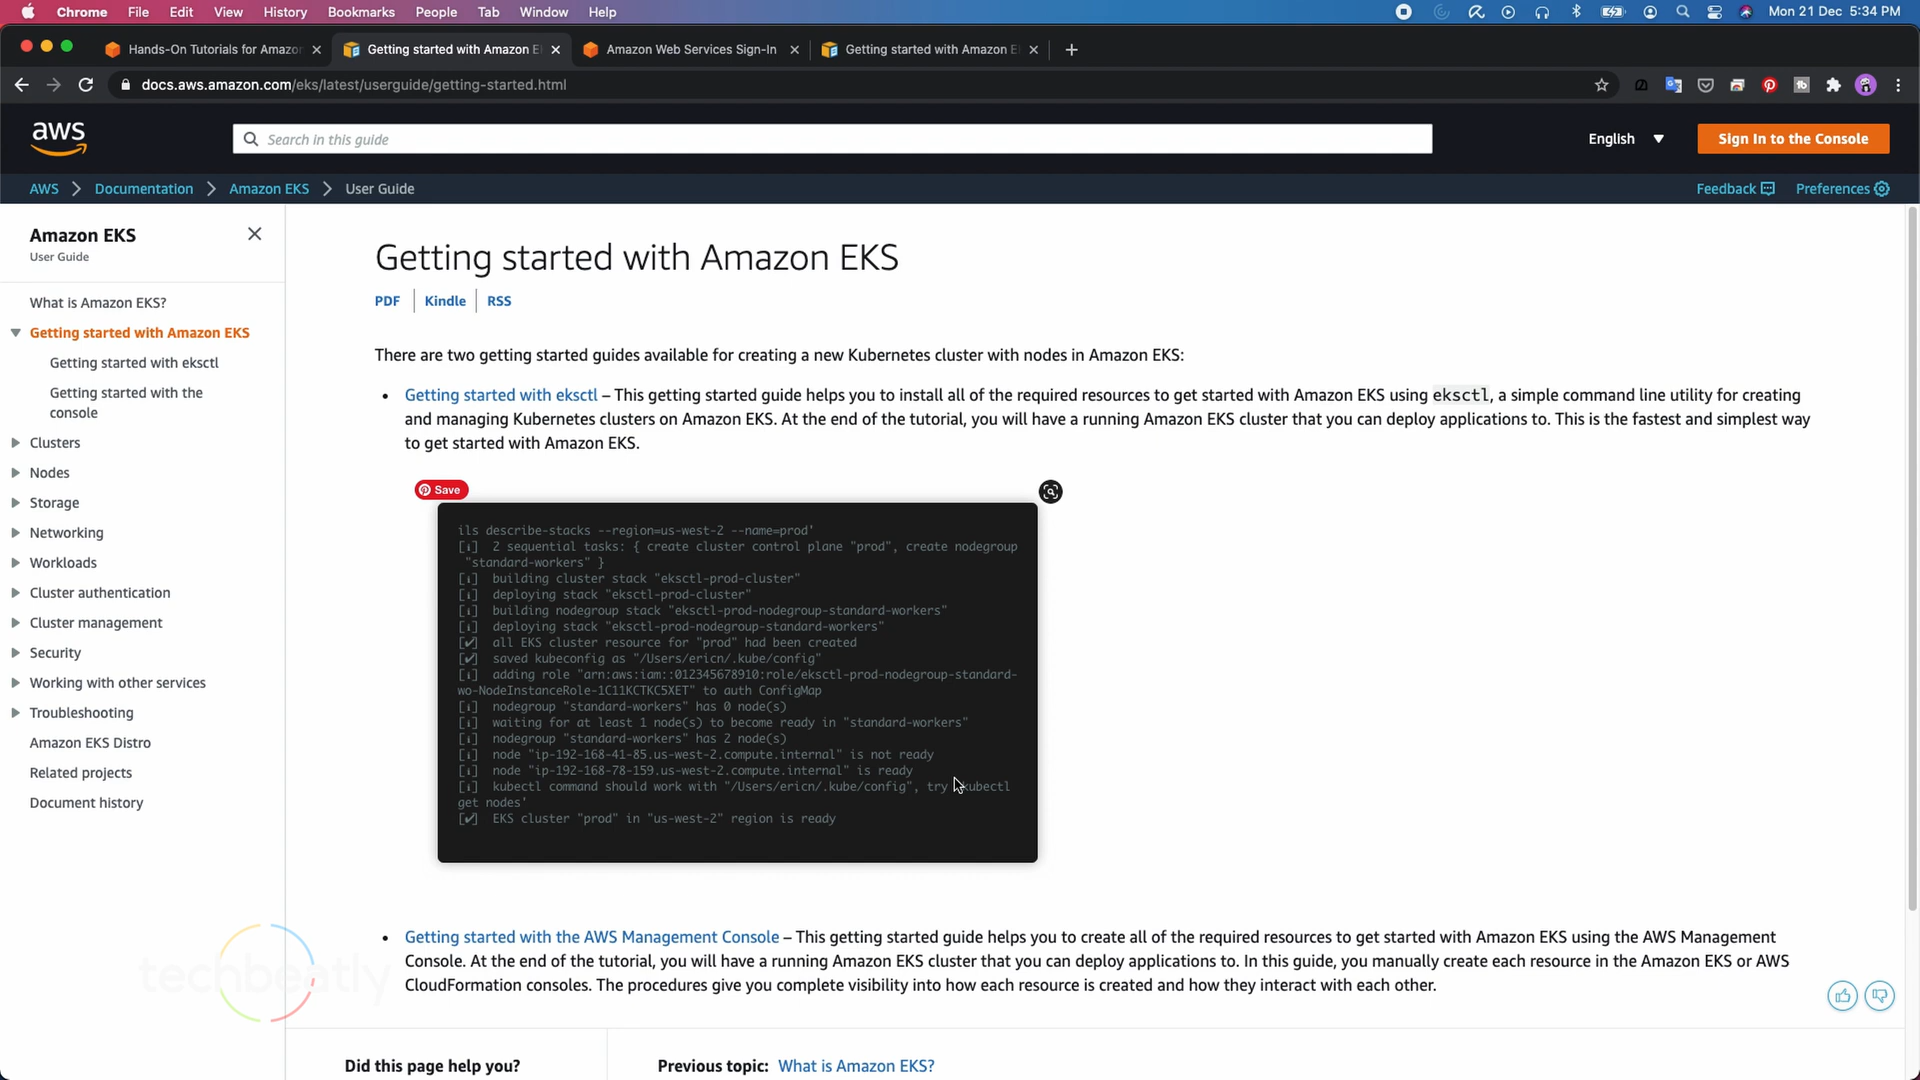 Chrome File Edit View History Bookmarks People Tab Window Help Mon 21 Dec 5:34 PM
Hands-On Tutorials for Amazon Getting started with Amazon E Amazon Web Services Sign-In Getting started with Amazon E
docs.aws.amazon.com/eks/latest/userguide/getting-started.html
aws Search in this guide English Sign In to the Console
AWS Documentation Amazon EKS User Guide Feedback Preferences
Amazon EKS
User Guide
What is Amazon EKS?
Getting started with Amazon EKS
Getting started with eksctl
Getting started with the
console
Clusters
Nodes
Storage
Networking
Workloads
Cluster authentication
Cluster management
Security
Working with other services
Troubleshooting
Amazon EKS Distro
Related projects
Document history
Getting started with Amazon EKS
PDF Kindle RSS
There are two getting started guides available for creating a new Kubernetes cluster with nodes in Amazon EKS:
• Getting started with eksctl – This getting started guide helps you to install all of the required resources to get started with Amazon EKS using eksctl, a simple command line utility for creating
and managing Kubernetes clusters on Amazon EKS. At the end of the tutorial, you will have a running Amazon EKS cluster that you can deploy applications to. This is the fastest and simplest way
to get started with Amazon EKS.
Save
ils describe-stacks --region=us-west-2 --name=prod'
[i] 2 sequential tasks: { create cluster control plane "prod", create nodegroup
"standard-workers" }
[i] building cluster stack "eksctl-prod-cluster"
[i] deploying stack "eksctl-prod-cluster"
[i] building nodegroup stack "eksctl-prod-nodegroup-standard-workers"
[i] deploying stack "eksctl-prod-nodegroup-standard-workers"
[✔] all EKS cluster resource for "prod" had been created
[✔] saved kubeconfig as "/Users/ericn/.kube/config"
[i] adding role "arn:aws:iam::012345678910:role/eksctl-prod-nodegroup-standard-
wo-NodeInstanceRole-1C11KCTKC5XET" to auth ConfigMap
[i] nodegroup "standard-workers" has 0 node(s)
[i] waiting for at least 1 node(s) to become ready in "standard-workers"
[i] nodegroup "standard-workers" has 2 node(s)
[i] node "ip-192-168-41-85.us-west-2.compute.internal" is not ready
[i] node "ip-192-168-78-159.us-west-2.compute.internal" is ready
[i] kubectl command should work with "/Users/ericn/.kube/config", try 'kubectl
get nodes'
[✔] EKS cluster "prod" in "us-west-2" region is ready
• Getting started with the AWS Management Console – This getting started guide helps you to create all of the required resources to get started with Amazon EKS using the AWS Management
Console. At the end of the tutorial, you will have a running Amazon EKS cluster that you can deploy applications to. In this guide, you manually create each resource in the Amazon EKS or AWS
CloudFormation consoles. The procedures give you complete visibility into how each resource is created and how they interact with each other.
techbeatly
Did this page help you? Previous topic: What is Amazon EKS?